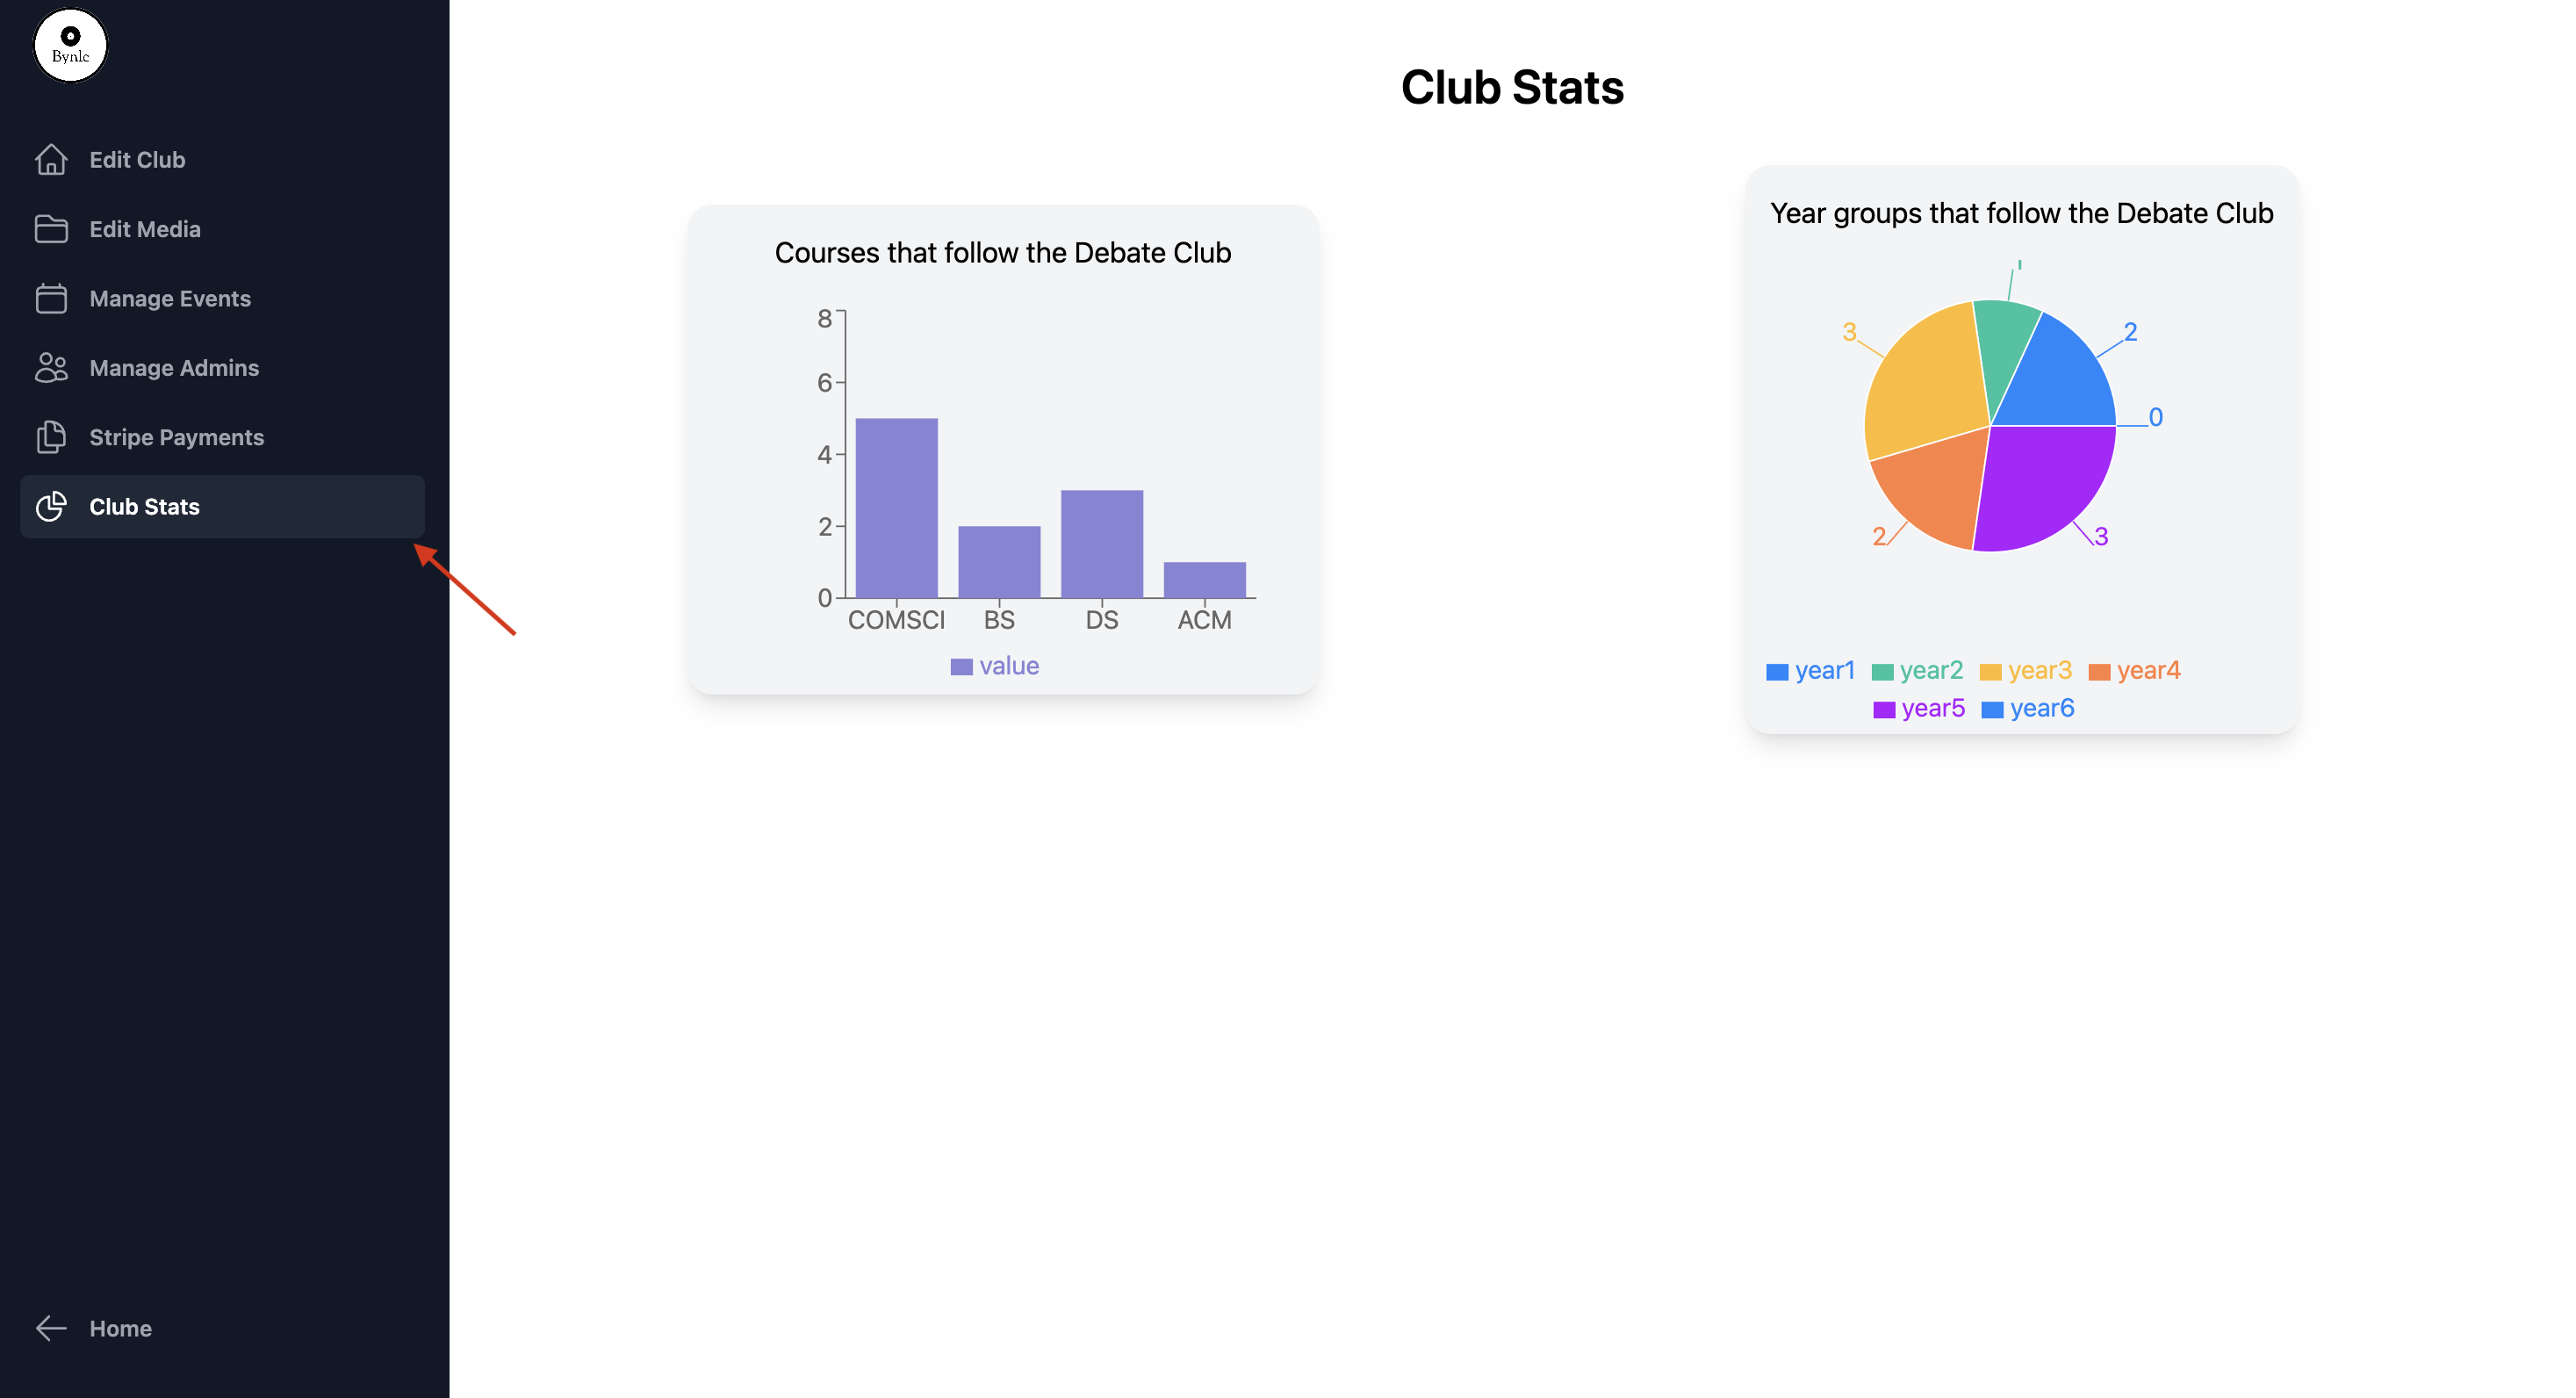 Bynlc
Edit Club
Edit Media
Manage Events
Manage Admins
Stripe Payments
Club Stats
Home
Club Stats
Courses that follow the Debate Club
8
6
4
2
0
COMSCI BS DS ACM
value
Year groups that follow the Debate Club
3
2
0
2
3
year1 year2 year3 year4
year5 year6